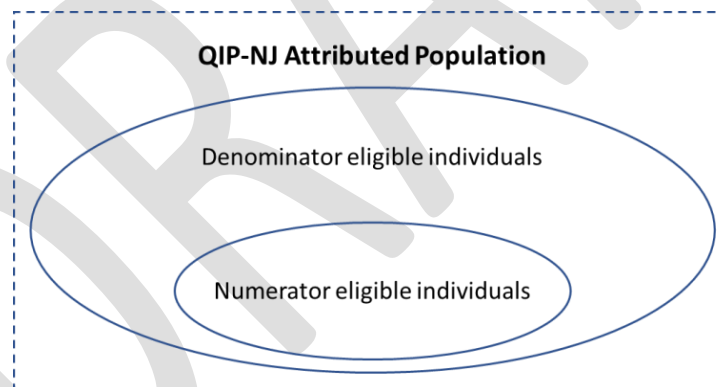 QIP-NJ Attributed Population
Denominator eligible individuals
Numerator eligible individuals